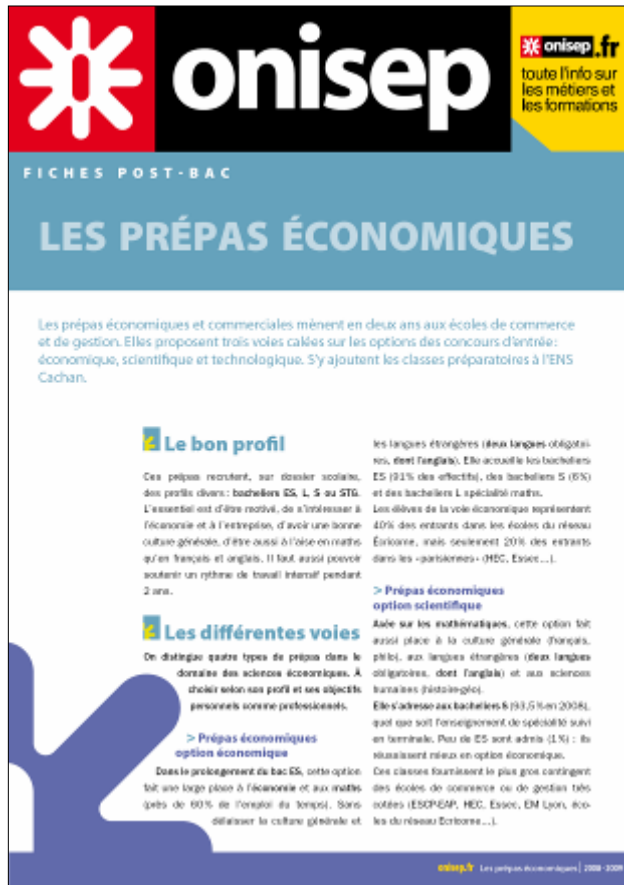 onisep
onisep.fr
toute l'info sur
les métiers et
les formations
FICHES POST-BAC
LES PRÉPAS ÉCONOMIQUES
Les prépas économiques et commerciales mènent en deux ans aux écoles de commerce
et de gestion. Elles proposent trois voies calées sur les options des concours d'entrée :
économique, scientifique et technologique. S'y ajoutent les classes préparatoires à l'ENS
Cachan.
Le bon profil
Ces prépas recrutent, sur dossier scolaire,
des profils divers : bacheliers ES, L, S ou STG.
L'essentiel est d'être motivé, de s'intéresser à
l'économie et à l'entreprise, d'avoir une bonne
culture générale, d'être aussi à l'aise en maths
qu'en français et anglais. Il faut aussi pouvoir
soutenir un rythme de travail intensif pendant
2 ans.
Les différentes voies
On distingue quatre types de prépas dans le
domaine des sciences économiques. À
choisir selon son profil et ses objectifs
personnels comme professionnels.
> Prépas économiques
option économique
Dans le prolongement du bac ES, cette option
fait une large place à l'économie et aux maths
(près de 60% de l'emploi du temps). Sans
délaisser la culture générale et
les langues étrangères (deux langues obligatoi-
res, dont l'anglais). Elle accueille les bacheliers
ES (91% des effectifs), des bacheliers S (6%)
et des bacheliers L spécialité maths.
Les élèves de la voie économique représentent
40% des entrants dans les écoles du réseau
Écricome, mais seulement 20% des entrants
dans les «parisiennes» (HEC, Essec...).
> Prépas économiques
option scientifique
Axée sur les mathématiques, cette option fait
aussi place à la culture générale (français,
philo), aux langues étrangères (deux langues
obligatoires, dont l'anglais) et aux sciences
humaines (histoire-géo).
Elle s'adresse aux bacheliers S (93,5% en 2008),
quel que soit l'enseignement de spécialité suivi
en terminale. Peu de ES sont admis (1%) : ils
réussissent mieux en option économique.
Ces classes fournissent le plus gros contingent
des écoles de commerce ou de gestion très
cotées (ESCP-EAP, HEC, Essec, EM Lyon, éco-
les du réseau Ecricome...).
onisep.fr Les prépas économiques | 2008-2009